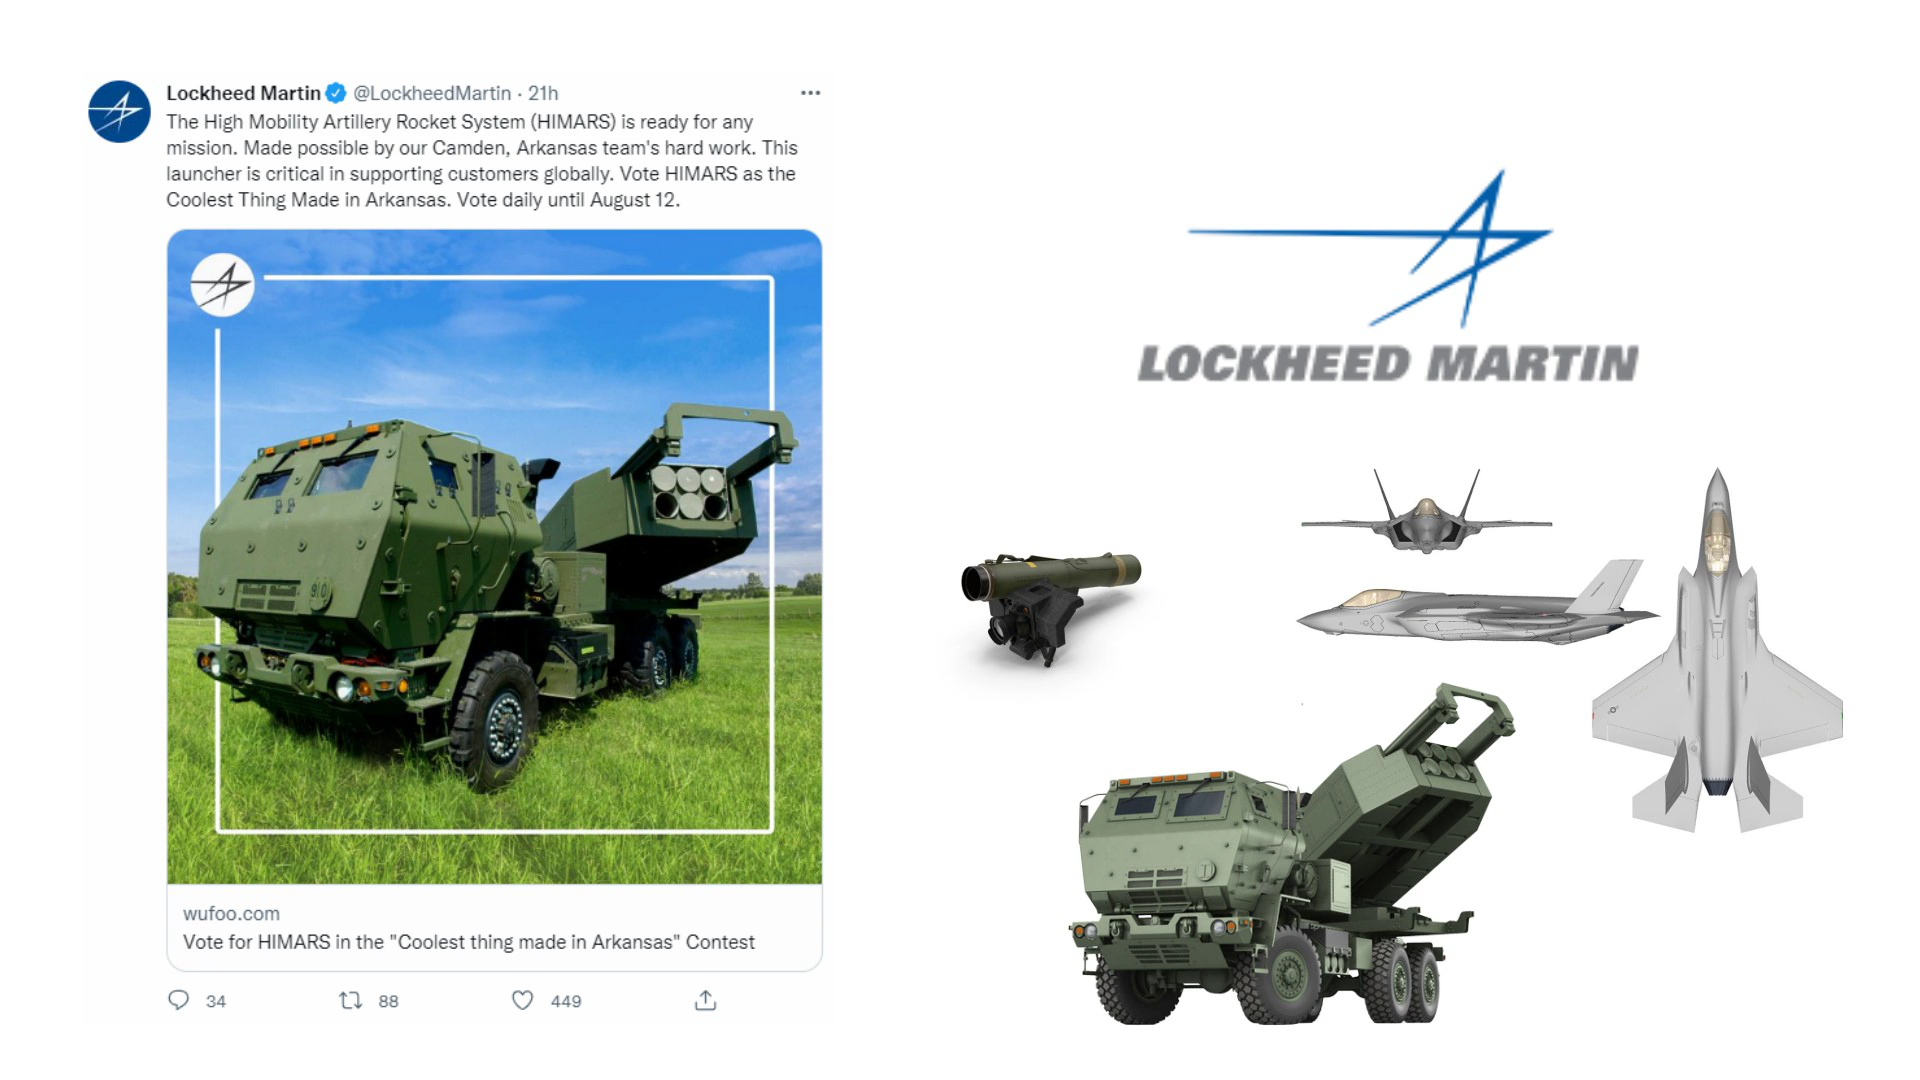 Lockheed Martin @LockheedMartin · 21h
The High Mobility Artillery Rocket System (HIMARS) is ready for any
mission. Made possible by our Camden, Arkansas team's hard work. This
launcher is critical in supporting customers globally. Vote HIMARS as the
Coolest Thing Made in Arkansas. Vote daily until August 12.
90
wufoo.com
Vote for HIMARS in the "Coolest thing made in Arkansas" Contest
34 88 449
LOCKHEED MARTIN